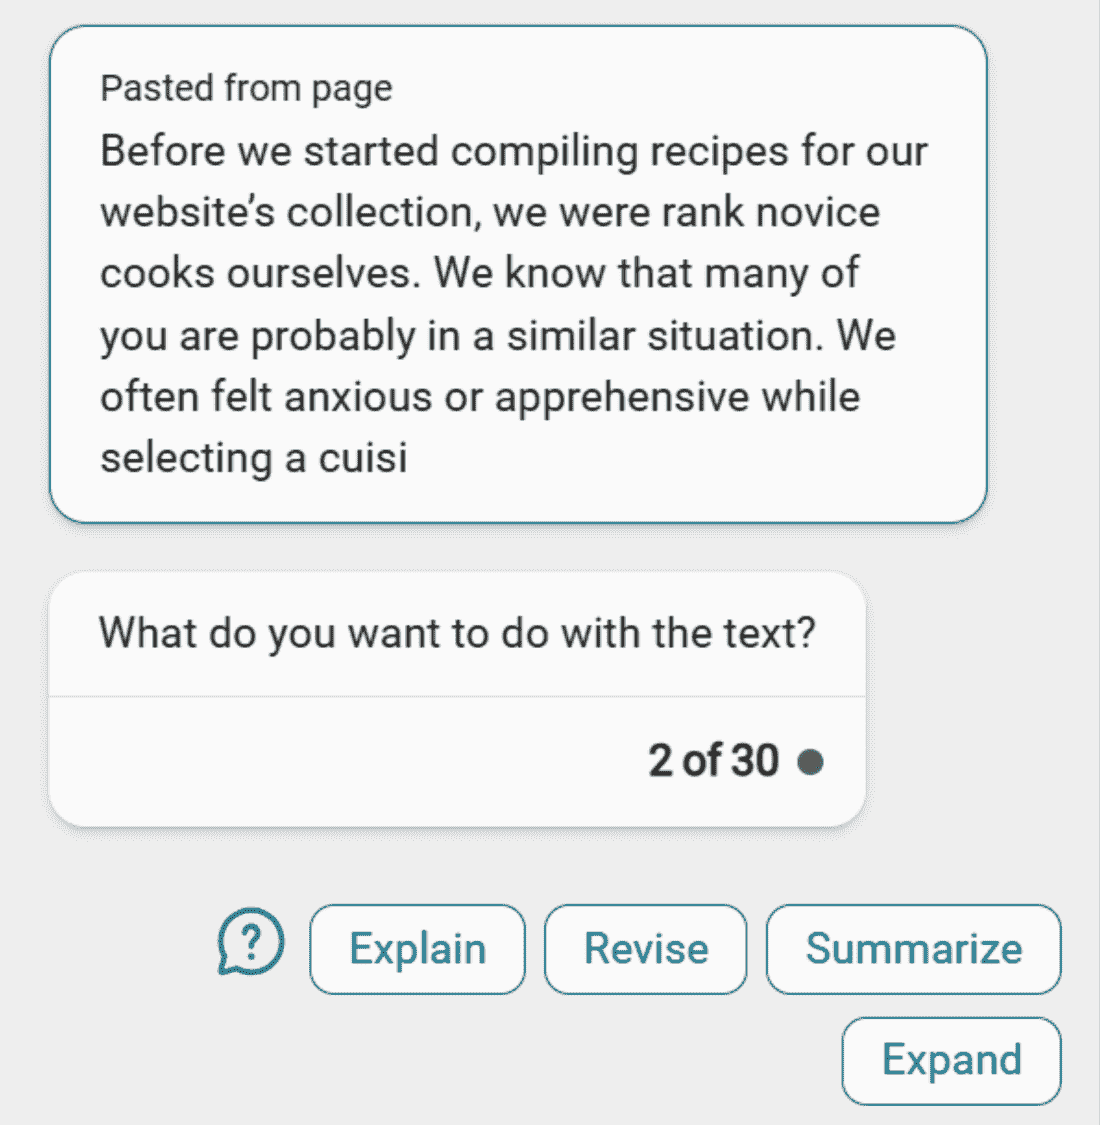 Pasted from page
Before we started compiling recipes for our
website’s collection, we were rank novice
cooks ourselves. We know that many of
you are probably in a similar situation. We
often felt anxious or apprehensive while
selecting a cuisi
What do you want to do with the text?
2 of 30
?
Explain
Revise
Summarize
Expand